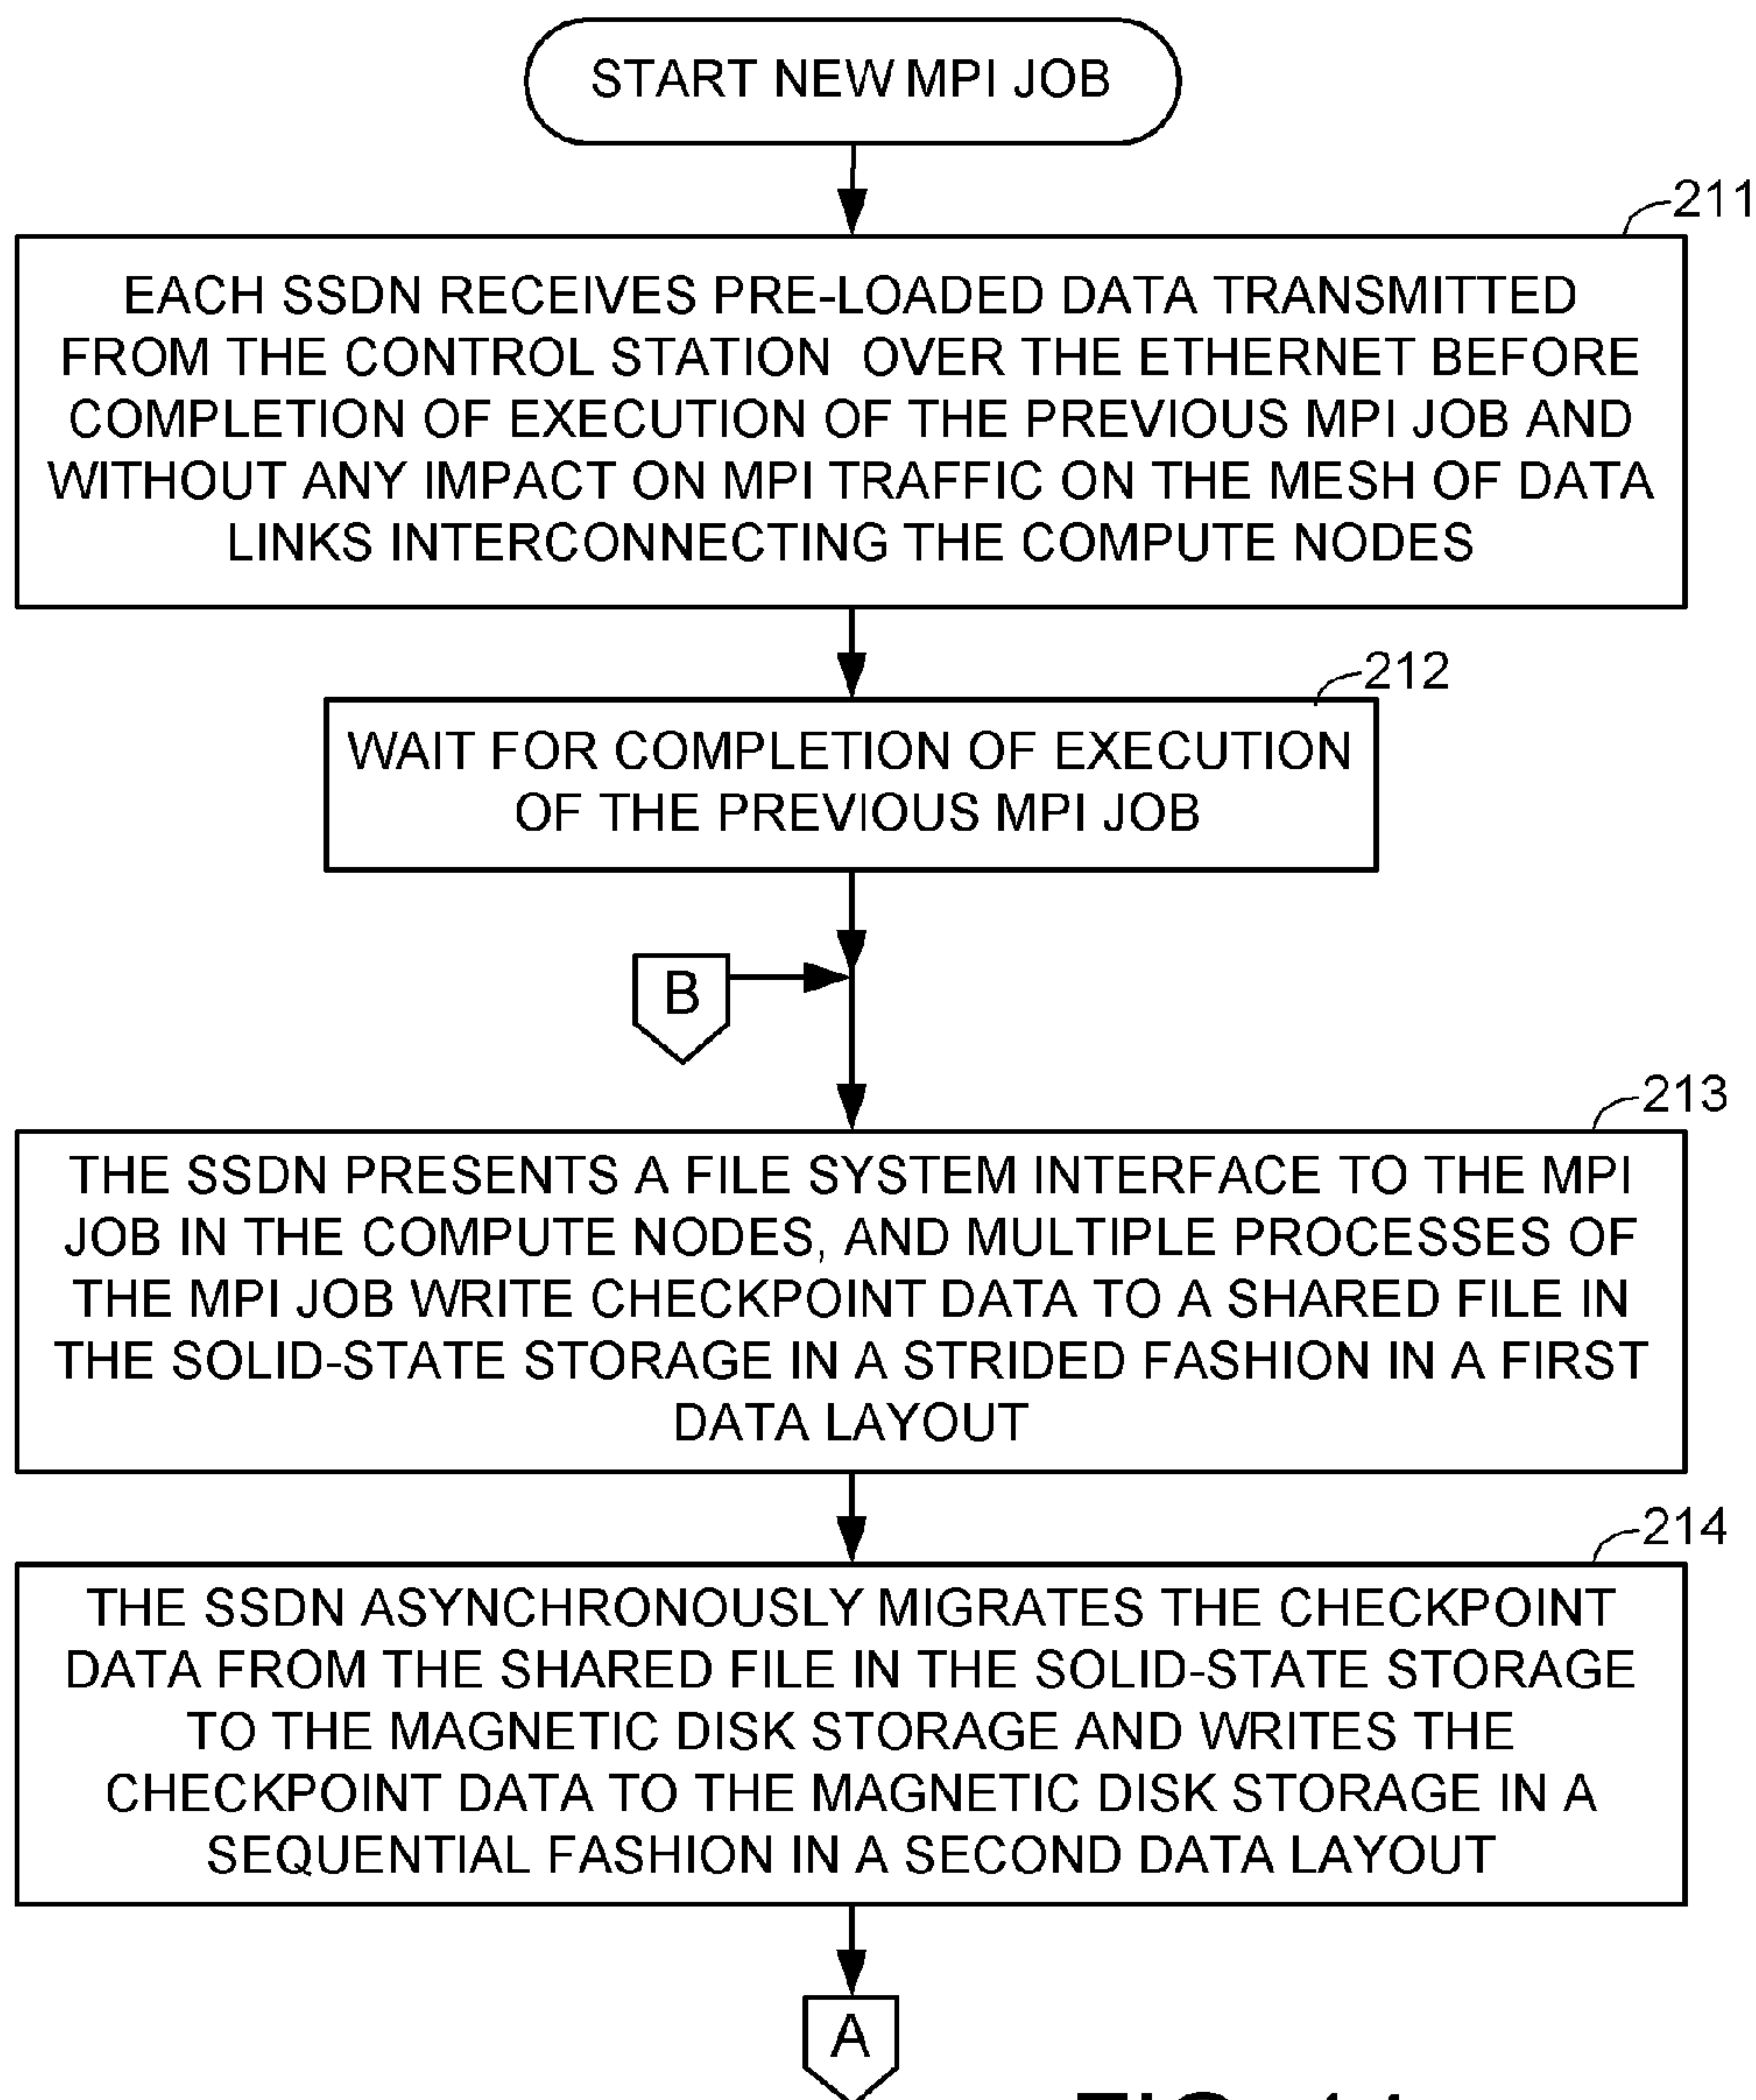 START NEW MPI JOB
211
EACH SSDN RECEIVES PRE-LOADED DATA TRANSMITTED
FROM THE CONTROL STATION OVER THE ETHERNET BEFORE
COMPLETION OF EXECUTION OF THE PREVIOUS MPI JOB AND
WITHOUT ANY IMPACT ON MPI TRAFFIC ON THE MESH OF DATA
LINKS INTERCONNECTING THE COMPUTE NODES
212
WAIT FOR COMPLETION OF EXECUTION
OF THE PREVIOUS MPI JOB
B
213
THE SSDN PRESENTS A FILE SYSTEM INTERFACE TO THE MPI
JOB IN THE COMPUTE NODES, AND MULTIPLE PROCESSES OF
THE MPI JOB WRITE CHECKPOINT DATA TO A SHARED FILE IN
THE SOLID-STATE STORAGE IN A STRIDED FASHION IN A FIRST
DATA LAYOUT
214
THE SSDN ASYNCHRONOUSLY MIGRATES THE CHECKPOINT
DATA FROM THE SHARED FILE IN THE SOLID-STATE STORAGE
TO THE MAGNETIC DISK STORAGE AND WRITES THE
CHECKPOINT DATA TO THE MAGNETIC DISK STORAGE IN A
SEQUENTIAL FASHION IN A SECOND DATA LAYOUT
A